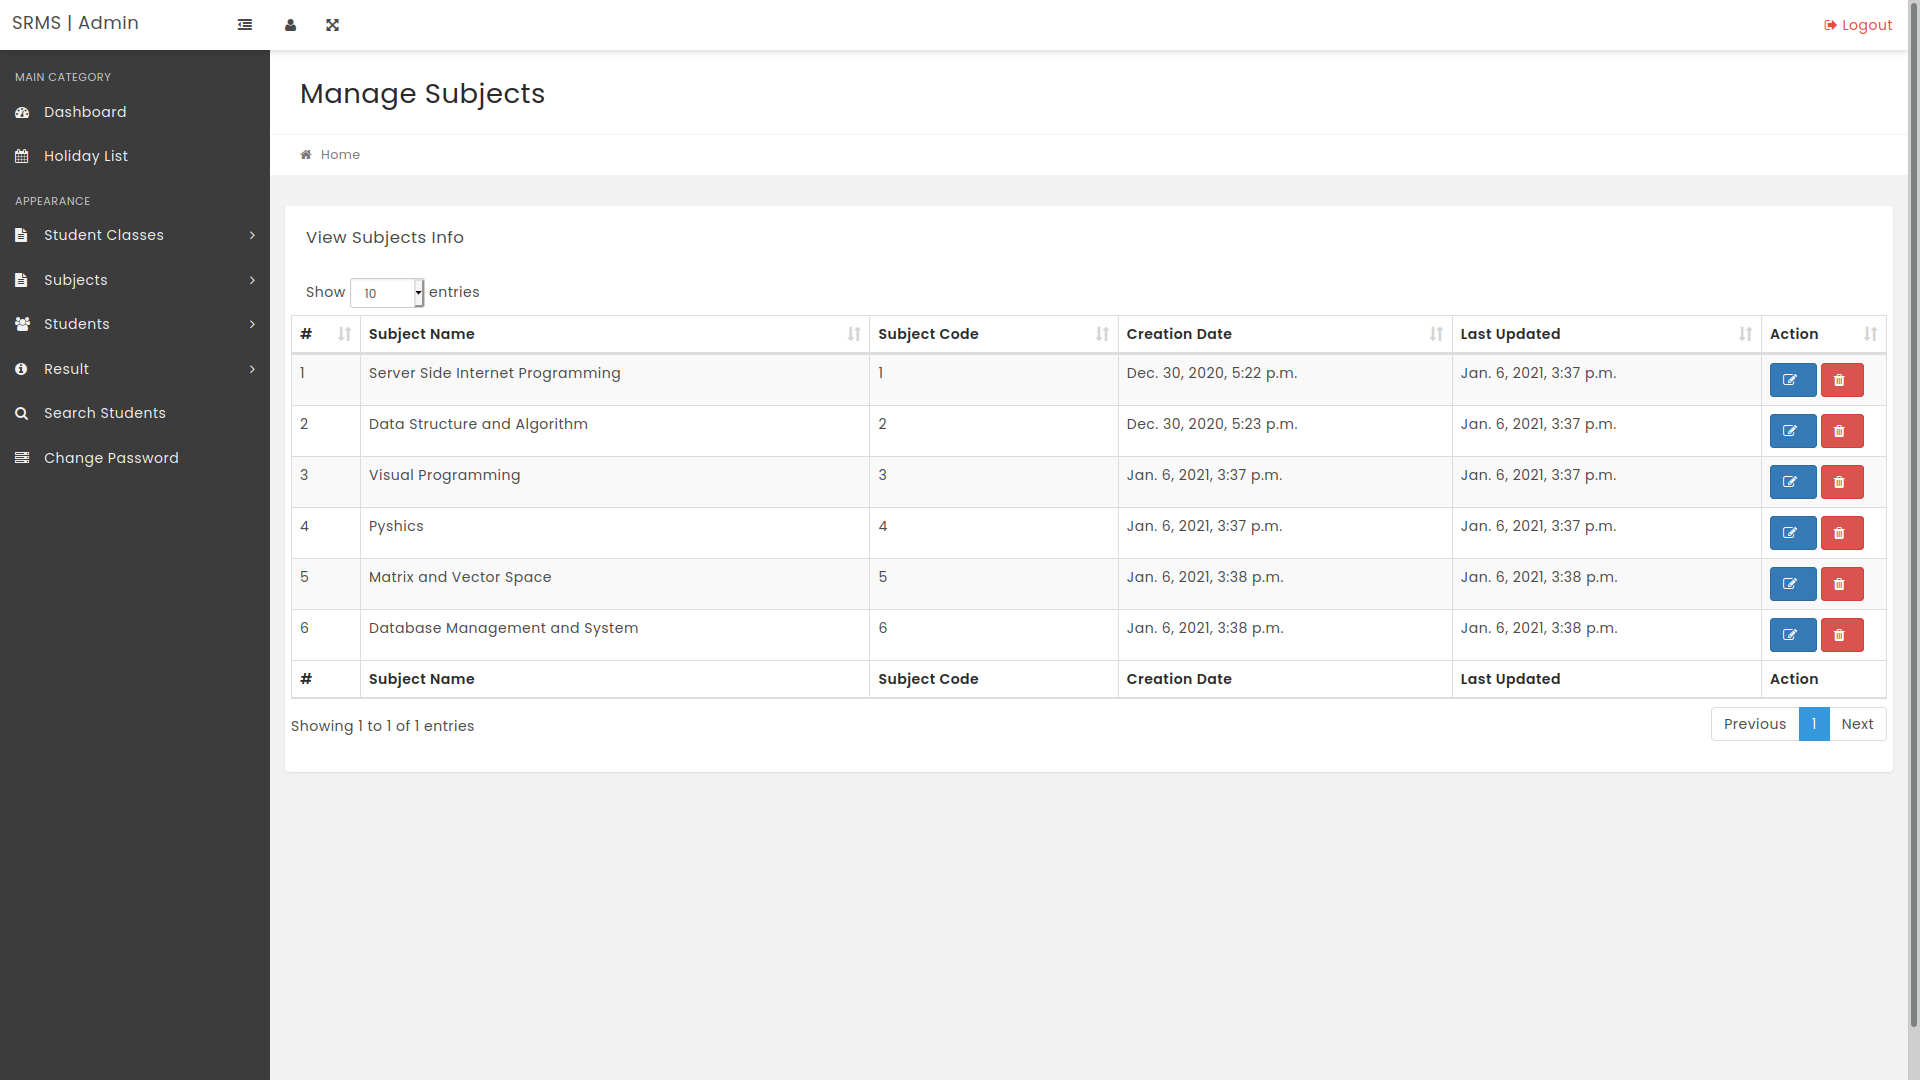 SRMS | Admin
Logout
MAIN CATEGORY
Dashboard
Holiday List
APPEARANCE
Student Classes
Subjects
Students
Result
Search Students
Change Password
Manage Subjects
Home
View Subjects Info
Show 10 entries
# Subject Name Subject Code Creation Date Last Updated Action
1 Server Side Internet Programming 1 Dec. 30, 2020, 5:22 p.m. Jan. 6, 2021, 3:37 p.m.
2 Data Structure and Algorithm 2 Dec. 30, 2020, 5:23 p.m. Jan. 6, 2021, 3:37 p.m.
3 Visual Programming 3 Jan. 6, 2021, 3:37 p.m. Jan. 6, 2021, 3:37 p.m.
4 Pyshics 4 Jan. 6, 2021, 3:37 p.m. Jan. 6, 2021, 3:37 p.m.
5 Matrix and Vector Space 5 Jan. 6, 2021, 3:38 p.m. Jan. 6, 2021, 3:38 p.m.
6 Database Management and System 6 Jan. 6, 2021, 3:38 p.m. Jan. 6, 2021, 3:38 p.m.
# Subject Name Subject Code Creation Date Last Updated Action
Showing 1 to 1 of 1 entries
Previous 1 Next